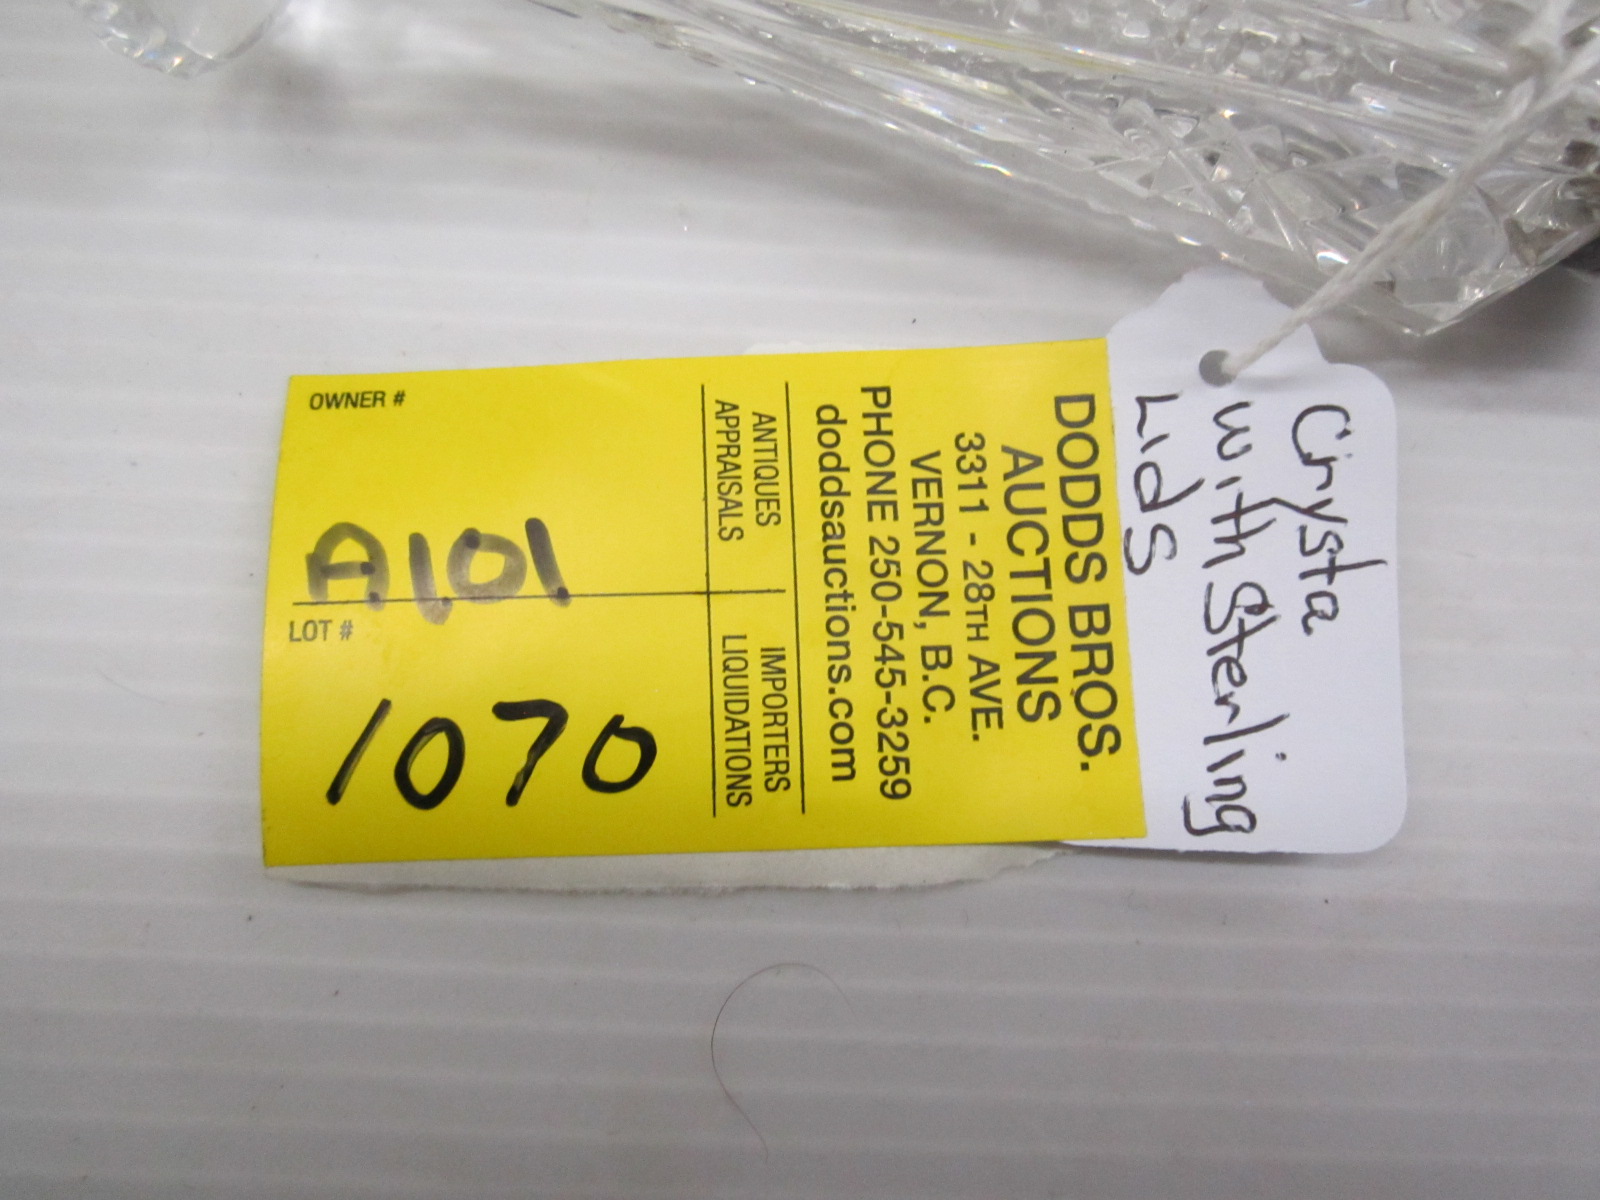 Crysta
with Sterling
Lids
DODDS BROS.
AUCTIONS
3311 - 28TH AVE.
VERNON, B.C.
PHONE 250-545-3259
doddsauctions.com
ANTIQUES
APPRAISALS
IMPORTERS
LIQUIDATIONS
OWNER #
A101
LOT #
1070